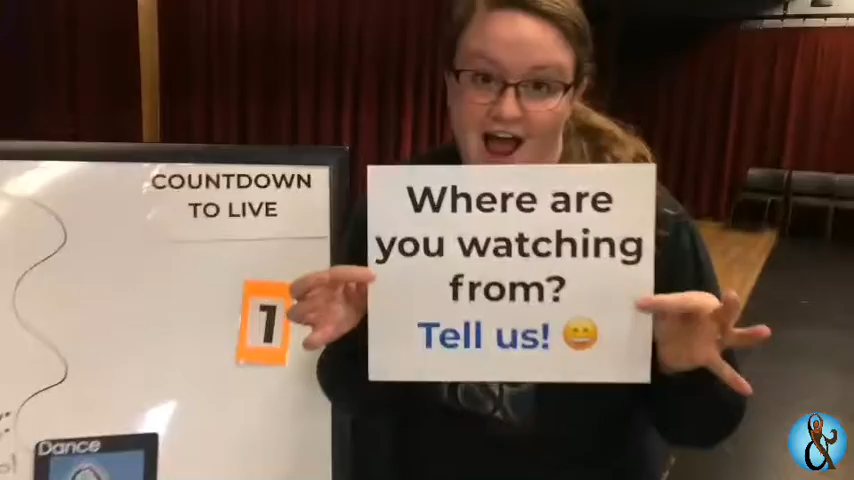 COUNTDOWN
TO LIVE
1
Where are
you watching
from?
Tell us! 😀
Dance
&